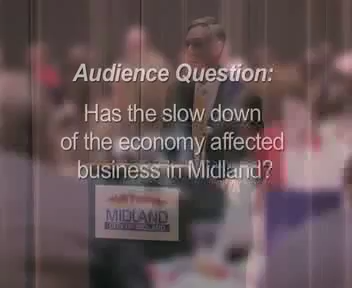 Audience Question:
Has the slow down
of the economy affected
business in Midland?
MIDLAND